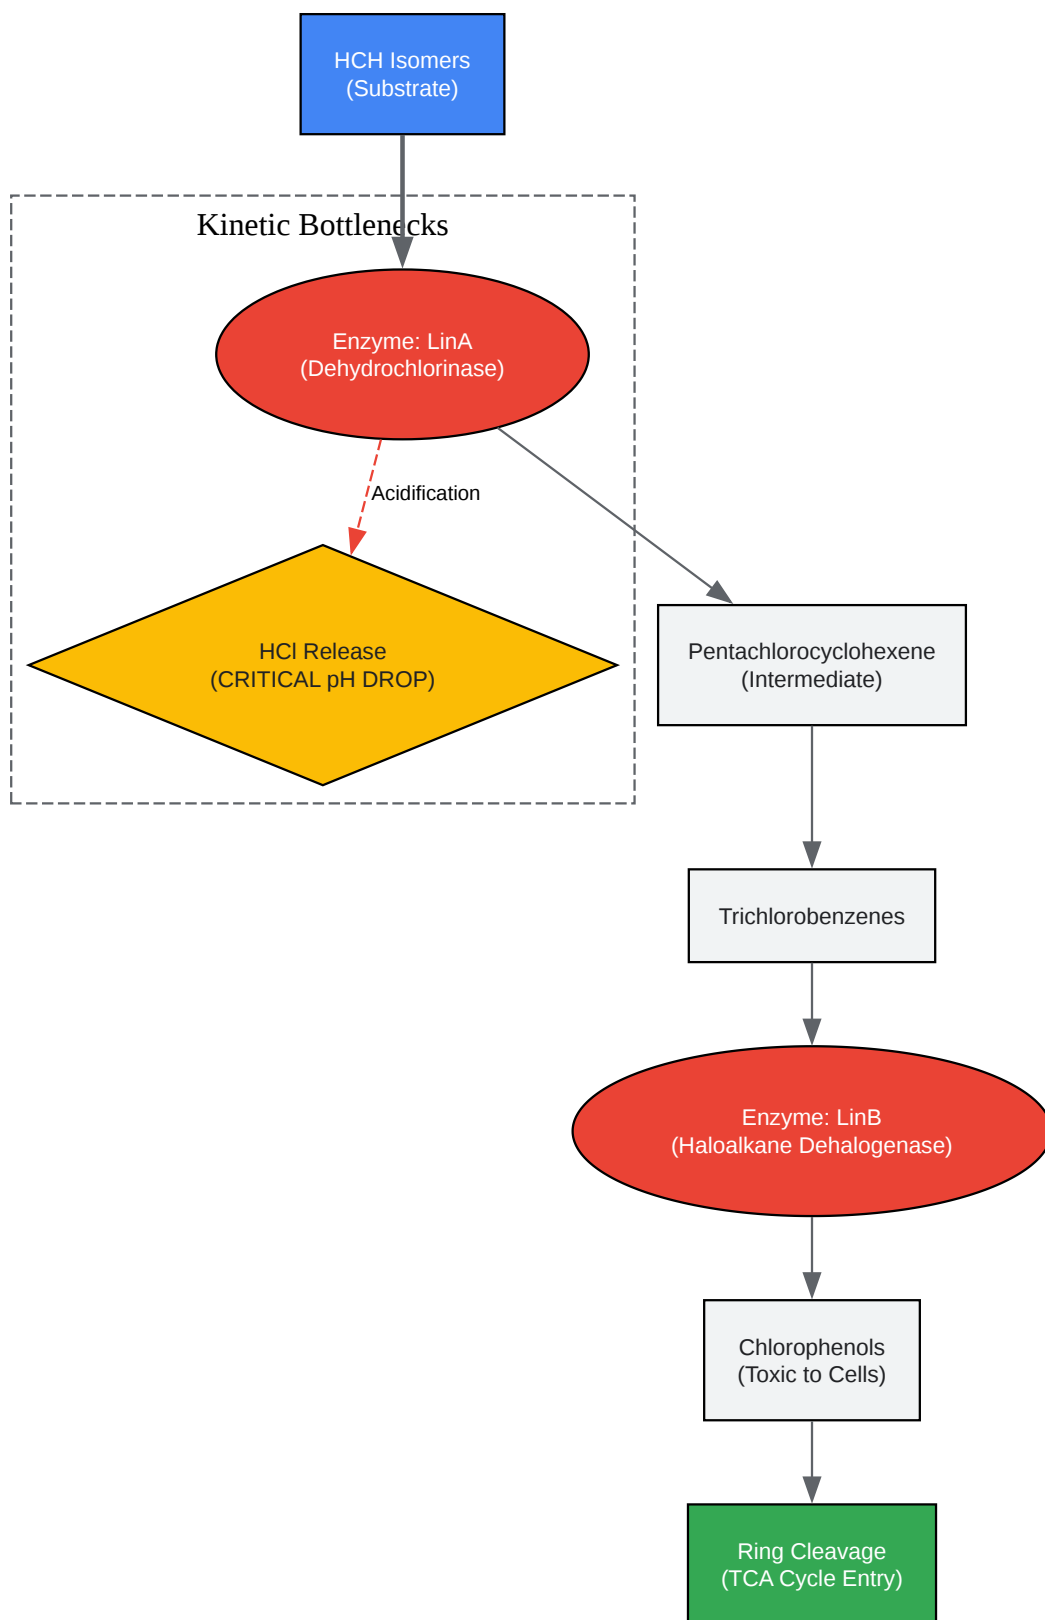 HCH Isomers
(Substrate)
Kinetic Bottlenecks
Enzyme: LinA
(Dehydrochlorinase)
Acidification
HCl Release
(CRITICAL pH DROP)
Pentachlorocyclohexene
(Intermediate)
Trichlorobenzenes
Enzyme: LinB
(Haloalkane Dehalogenase)
Chlorophenols
(Toxic to Cells)
Ring Cleavage
(TCA Cycle Entry)